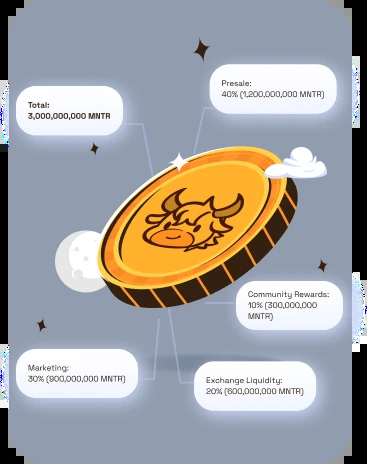 Presale:
40% (1,200,000,000 MNTR)
Total:
3,000,000,000 MNTR
Community Rewards:
10% (300,000,000
MNTR)
Marketing:
30% (900,000,000 MNTR)
Exchange Liquidity:
20% (600,000,000 MNTR)